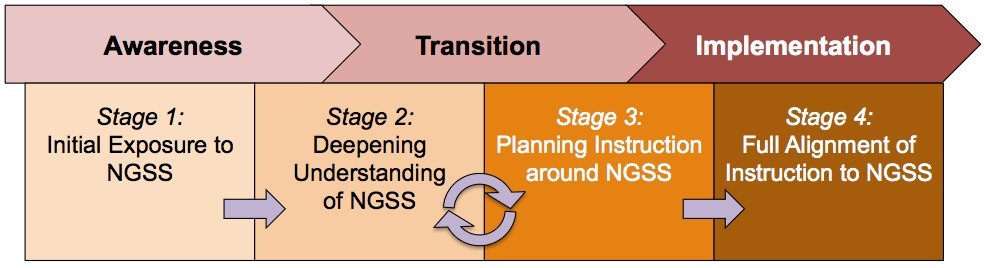 Awareness
Transition
Implementation
Stage 1:
Initial Exposure to
NGSS
Stage 2:
Deepening
Understanding
of NGSS
Stage 3:
Planning Instruction
around NGSS
Stage 4:
Full Alignment of
Instruction to NGSS